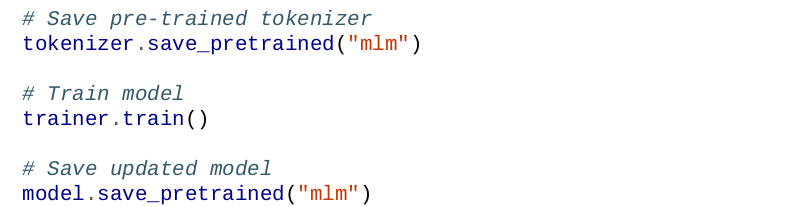 # Save pre-trained tokenizer
tokenizer.save_pretrained("mlm")
# Train model
trainer.train()
# Save updated model
model.save_pretrained("mlm")